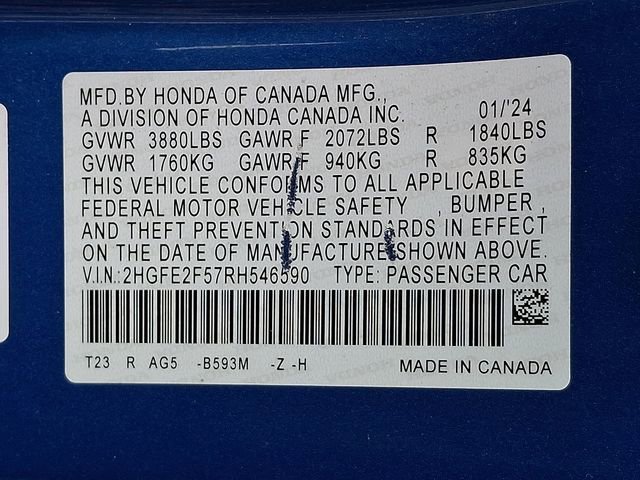 MFD.BY HONDA OF CANADA MFG.,
A DIVISION OF HONDA CANADA INC. 01/'24
GVWR 3880LBS GAWR F 2072LBS R 1840LBS
GVWR 1760KG GAWR F 940KG R 835KG
THIS VEHICLE CONFORMS TO ALL APPLICABLE
FEDERAL MOTOR VEHICLE SAFETY , BUMPER ,
AND THEFT PREVENTION STANDARDS IN EFFECT
ON THE DATE OF MANUFACTURE SHOWN ABOVE.
V.I.N.:2HGFE2F57RH546590 TYPE: PASSENGER CAR
T23 R AG5 -B593M -Z -H MADE IN CANADA